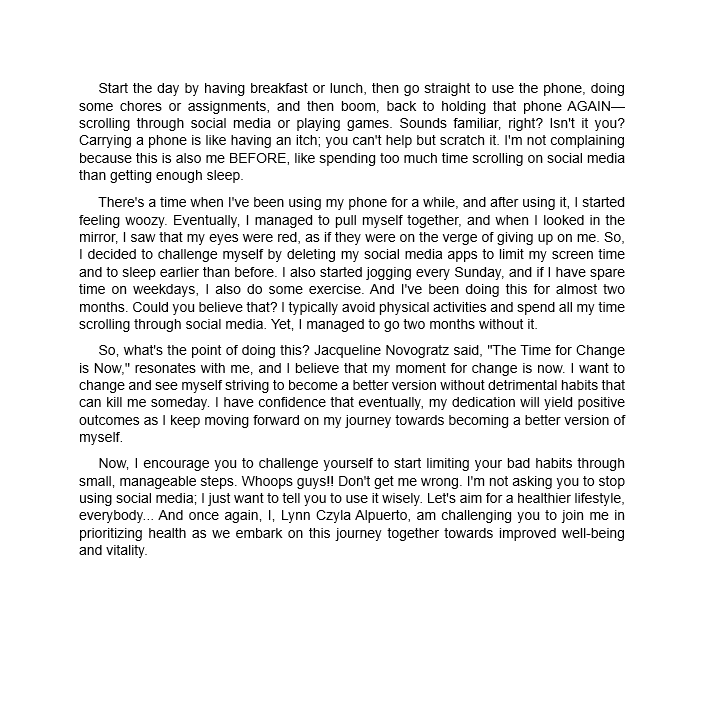 Start the day by having breakfast or lunch, then go straight to use the phone, doing
some chores or assignments, and then boom, back to holding that phone AGAIN—
scrolling through social media or playing games. Sounds familiar, right? Isn't it you?
Carrying a phone is like having an itch; you can't help but scratch it. I'm not complaining
because this is also me BEFORE, like spending too much time scrolling on social media
than getting enough sleep.
There's a time when I've been using my phone for a while, and after using it, I started
feeling woozy. Eventually, I managed to pull myself together, and when I looked in the
mirror, I saw that my eyes were red, as if they were on the verge of giving up on me. So,
I decided to challenge myself by deleting my social media apps to limit my screen time
and to sleep earlier than before. I also started jogging every Sunday, and if I have spare
time on weekdays, I also do some exercise. And I've been doing this for almost two
months. Could you believe that? I typically avoid physical activities and spend all my time
scrolling through social media. Yet, I managed to go two months without it.
So, what's the point of doing this? Jacqueline Novogratz said, "The Time for Change
is Now," resonates with me, and I believe that my moment for change is now. I want to
change and see myself striving to become a better version without detrimental habits that
can kill me someday. I have confidence that eventually, my dedication will yield positive
outcomes as I keep moving forward on my journey towards becoming a better version of
myself.
Now, I encourage you to challenge yourself to start limiting your bad habits through
small, manageable steps. Whoops guys!! Don't get me wrong. I'm not asking you to stop
using social media; I just want to tell you to use it wisely. Let's aim for a healthier lifestyle,
everybody... And once again, I, Lynn Czyla Alpuerto, am challenging you to join me in
prioritizing health as we embark on this journey together towards improved well-being
and vitality.